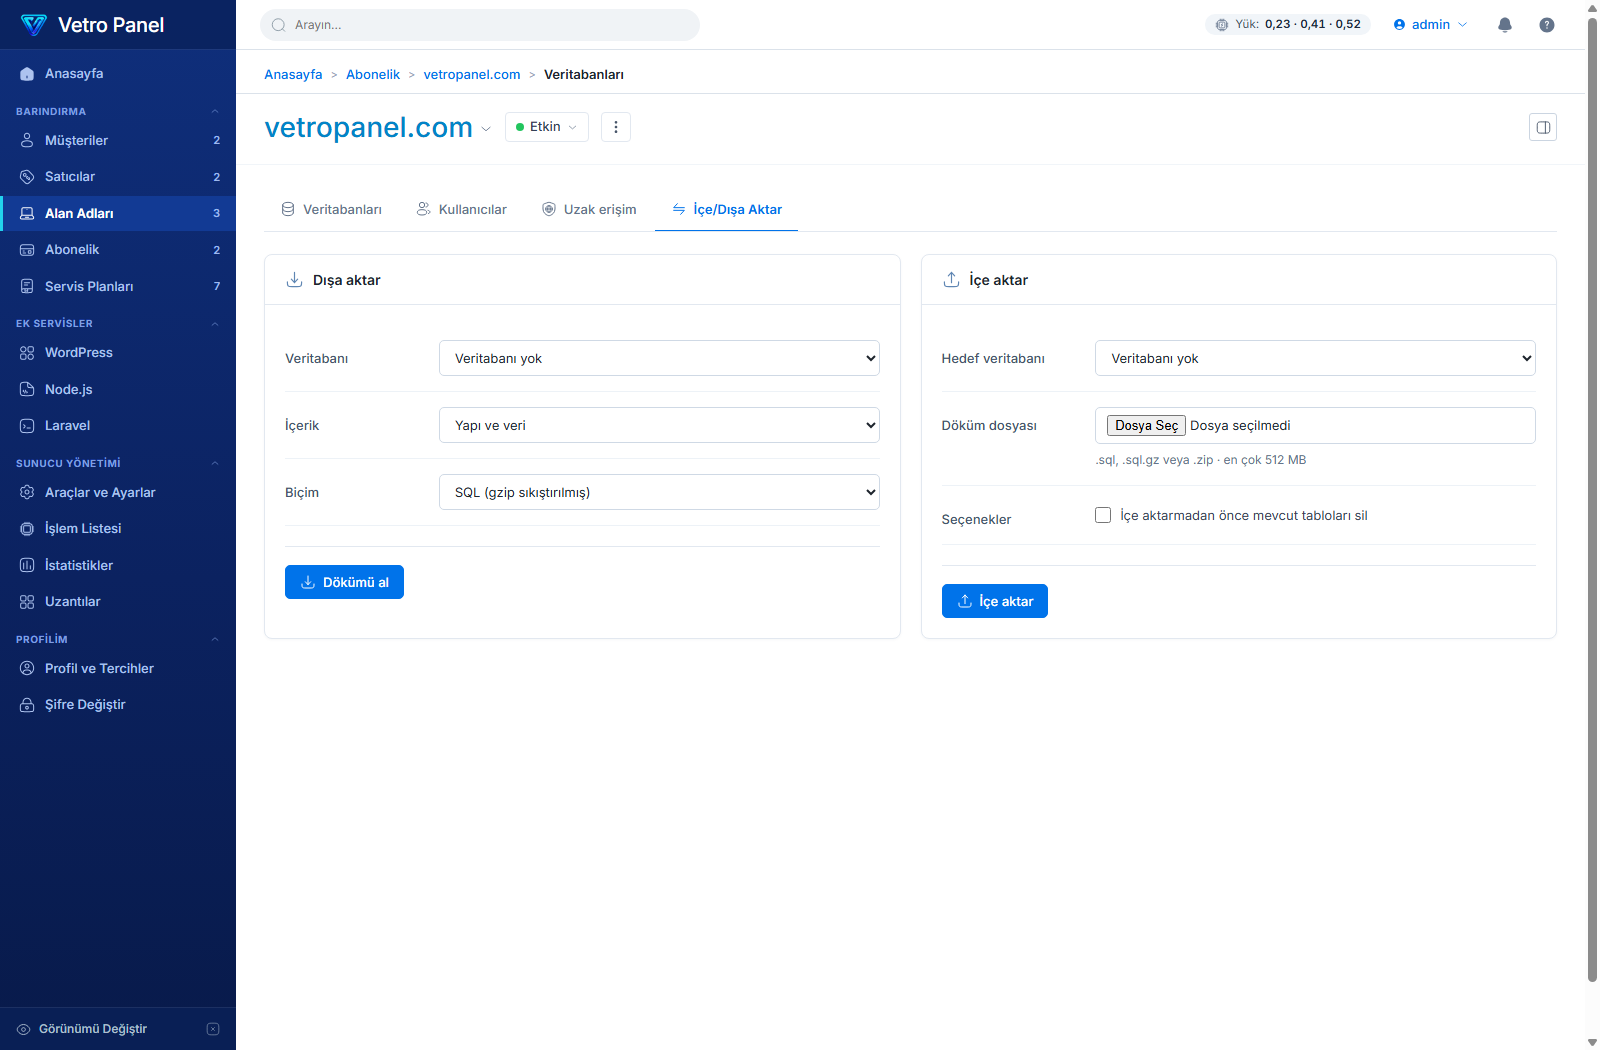 Vetro Panel
Arayın...
Yük: 0,23 · 0,41 · 0,52
admin
Anasayfa
BARINDIRMA
Müşteriler 2
Satıcılar 2
Alan Adları 3
Abonelik 2
Servis Planları 7
EK SERVİSLER
WordPress
Node.js
Laravel
SUNUCU YÖNETİMİ
Araçlar ve Ayarlar
İşlem Listesi
İstatistikler
Uzantılar
PROFİLİM
Profil ve Tercihler
Şifre Değiştir
Görünümü Değiştir
Anasayfa > Abonelik > vetropanel.com > Veritabanları
vetropanel.com
Etkin
Veritabanları
Kullanıcılar
Uzak erişim
İçe/Dışa Aktar
Dışa aktar
Veritabanı
Veritabanı yok
İçerik
Yapı ve veri
Biçim
SQL (gzip sıkıştırılmış)
Dökümü al
İçe aktar
Hedef veritabanı
Veritabanı yok
Döküm dosyası
Dosya Seç Dosya seçilmedi
.sql, .sql.gz veya .zip · en çok 512 MB
Seçenekler
İçe aktarmadan önce mevcut tabloları sil
İçe aktar